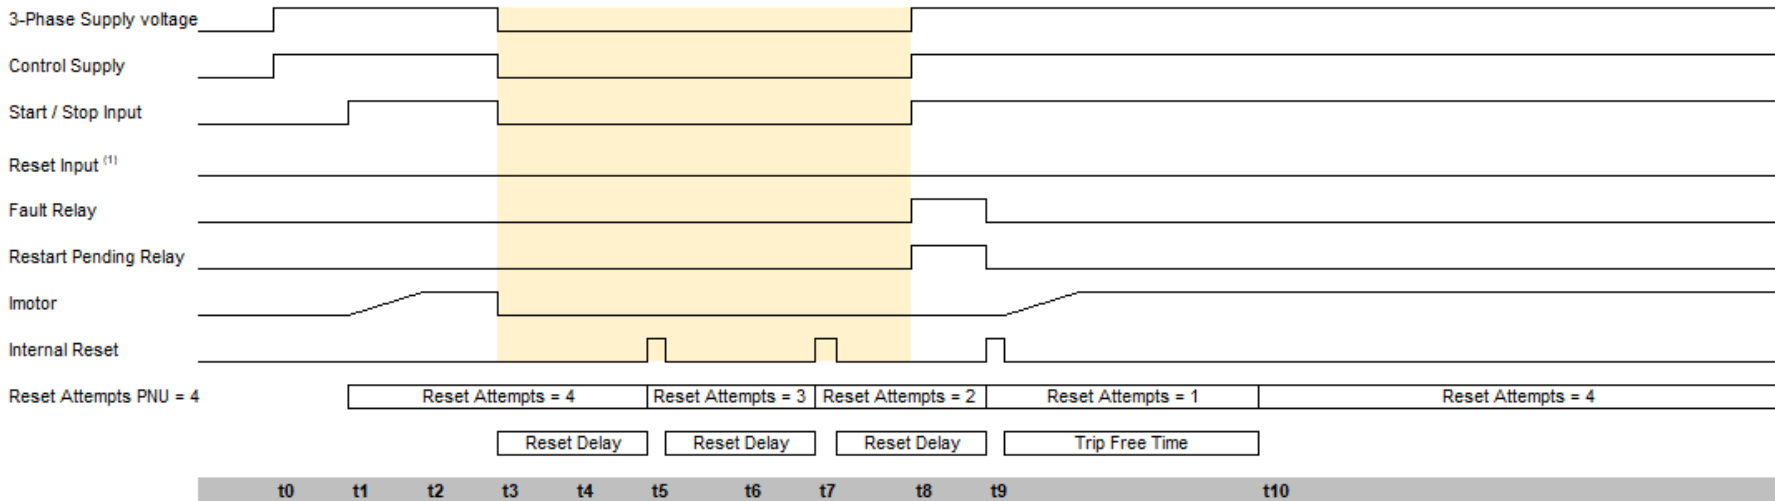 3-Phase Supply voltage
Control Supply
Start / Stop Input
Reset Input (1)
Fault Relay
Restart Pending Relay
Imotor
Internal Reset
Reset Attempts PNU = 4 Reset Attempts = 4 Reset Attempts = 3 Reset Attempts = 2 Reset Attempts = 1 Reset Attempts = 4
Reset Delay Reset Delay Reset Delay Trip Free Time
t0 t1 t2 t3 t4 t5 t6 t7 t8 t9 t10